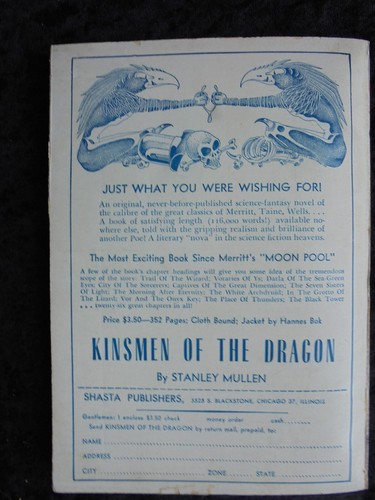 JUST WHAT YOU WERE WISHING FOR!
An original, never-before-published science-fantasy novel of
the calibre of the great classics of Merritt, Taine, Wells. . . .
A book of satisfying length (116,000 words!) available no-
where else, told with the gripping realism and brilliance of
another Poe! A literary "nova" in the science fiction heavens.
The Most Exciting Book Since Merritt's "MOON POOL"
A few of the book's chapter headings will give you some idea of the tremendous
scope of the story: Trail Of The Wizard; Votaries Of Ys; Darla Of The Sea-Green
Eyes; City Of The Sorcerers; Captives Of The Great Dimension; The Seven Sisters
Of Light; The Morning After Eternity; The White Archdruid; In The Grotto Of
The Lizard; Vor And The Onyx Key; The Place Of Thunders; The Black Tower
. . . twenty-six great chapters in all!
Price $3.50—352 Pages; Cloth Bound; Jacket by Hannes Bok
KINSMEN OF THE DRAGON
By STANLEY MULLEN
SHASTA PUBLISHERS, 5525 S. BLACKSTONE, CHICAGO 37, ILLINOIS
Gentlemen: I enclose $3.50 check money order cash
Send KINSMEN OF THE DRAGON by return mail, prepaid, to:
NAME
ADDRESS
CITY ZONE STATE